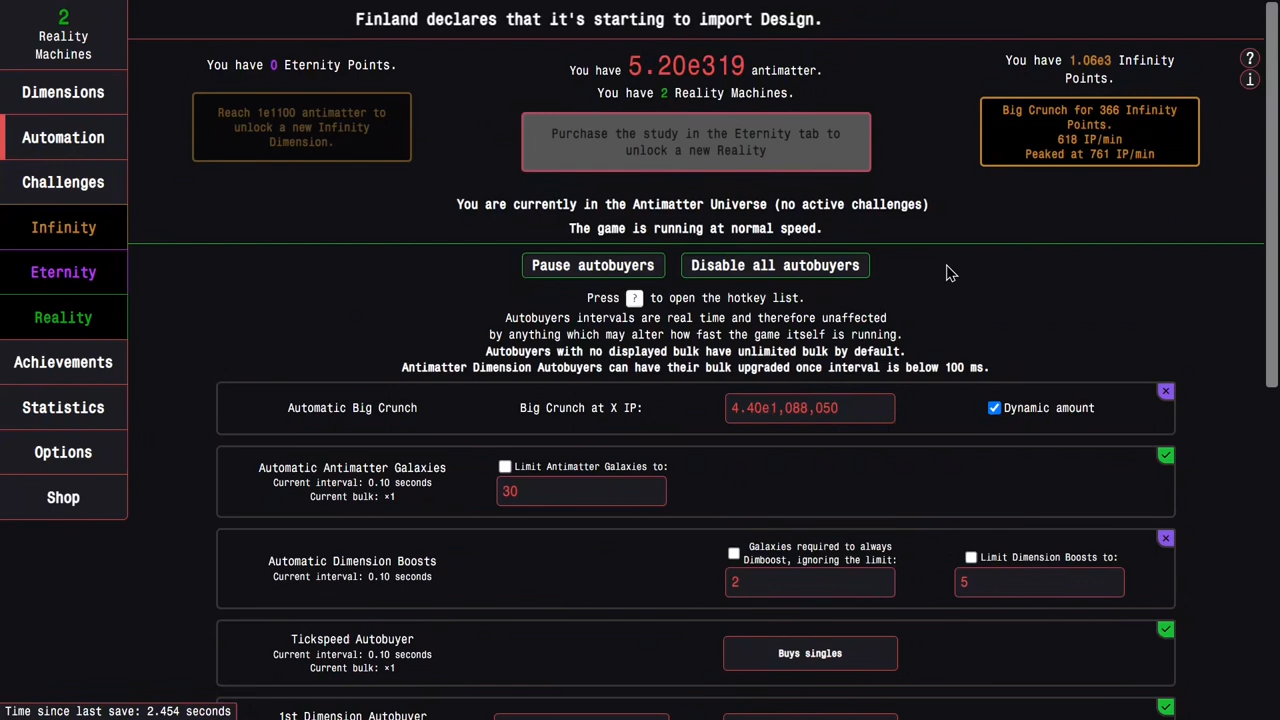 Finland declares that it's starting to import Design.
2
Reality
Machines
Dimensions
Automation
Challenges
Infinity
Eternity
Reality
Achievements
Statistics
Options
Shop
You have 0 Eternity Points.
Reach 1e1100 antimatter to
unlock a new Infinity
Dimension.
You have 5.20e319 antimatter.
You have 2 Reality Machines.
Purchase the study in the Eternity tab to
unlock a new Reality
You have 1.06e3 Infinity
Points.
Big Crunch for 366 Infinity
Points.
618 IP/min
Peaked at 761 IP/min
?
i
You are currently in the Antimatter Universe (no active challenges)
The game is running at normal speed.
Pause autobuyers
Disable all autobuyers
Press ? to open the hotkey list.
Autobuyers intervals are real time and therefore unaffected
by anything which may alter how fast the game itself is running.
Autobuyers with no displayed bulk have unlimited bulk by default.
Antimatter Dimension Autobuyers can have their bulk upgraded once interval is below 100 ms.
Automatic Big Crunch
Big Crunch at X IP:
4.40e1,088,050
Dynamic amount
Automatic Antimatter Galaxies
Current interval: 0.10 seconds
Current bulk: ×1
Limit Antimatter Galaxies to:
30
Automatic Dimension Boosts
Current interval: 0.10 seconds
Galaxies required to always
Dimboost, ignoring the limit:
2
Limit Dimension Boosts to:
5
Tickspeed Autobuyer
Current interval: 0.10 seconds
Current bulk: ×1
Buys singles
1st Dimension Autobuyer
Time since last save: 2.454 seconds